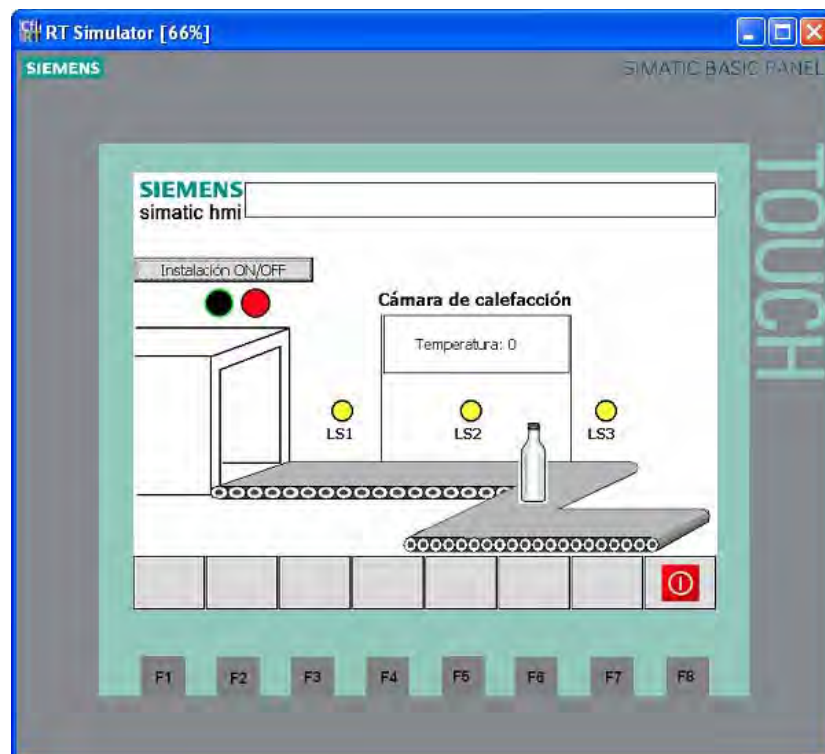 RT Simulator [66%]
SIEMENS
SIMATIC BASIC PANEL
TOUCH
SIEMENS
simatic hmi
Instalación ON/OFF
Cámara de calefacción
Temperatura: 0
LS1
LS2
LS3
F1 F2 F3 F4 F5 F6 F7 F8